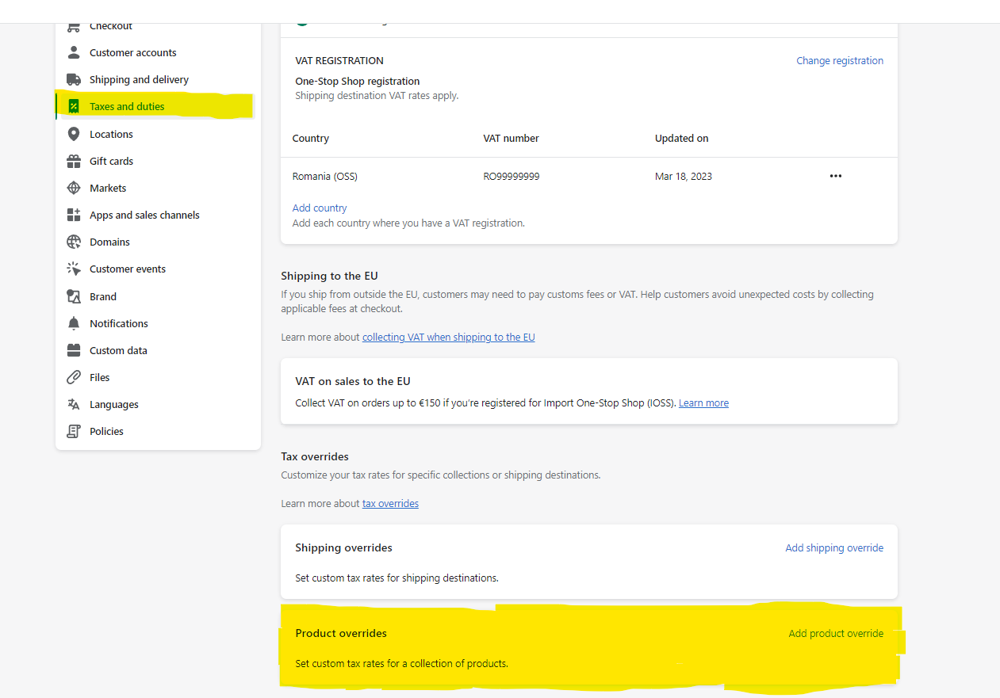 Checkout
Customer accounts
Shipping and delivery
Taxes and duties
Locations
Gift cards
Markets
Apps and sales channels
Domains
Customer events
Brand
Notifications
Custom data
Files
Languages
Policies
VAT REGISTRATION
Change registration
One-Stop Shop registration
Shipping destination VAT rates apply.
Country VAT number Updated on
Romania (OSS) RO99999999 Mar 18, 2023
Add country
Add each country where you have a VAT registration.
Shipping to the EU
If you ship from outside the EU, customers may need to pay customs fees or VAT. Help customers avoid unexpected costs by collecting
applicable fees at checkout.
Learn more about collecting VAT when shipping to the EU
VAT on sales to the EU
Collect VAT on orders up to €150 if you’re registered for Import One-Stop Shop (IOSS). Learn more
Tax overrides
Customize your tax rates for specific collections or shipping destinations.
Learn more about tax overrides
Shipping overrides
Add shipping override
Set custom tax rates for shipping destinations.
Product overrides
Add product override
Set custom tax rates for a collection of products.